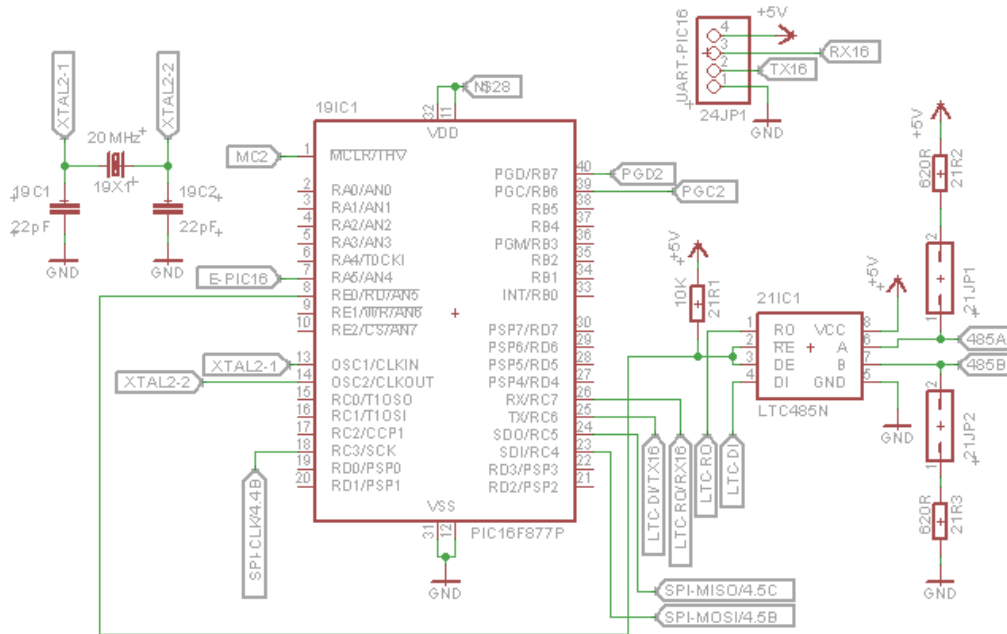 XTAL2-1
XTAL2-2
20MHz
19X1
19C1
22pF
19C2
22pF
GND
GND
MC2
E-PIC16
XTAL2-1
XTAL2-2
SPI-CLK/4.4B
19IC1
N$28
32
11
VDD
1 MCLR/THV
2 RA0/AN0
3 RA1/AN1
4 RA2/AN2
5 RA3/AN3
6 RA4/T0CKI
7 RA5/AN4
8 RE0/RD/AN5
9 RE1/WR/AN6
10 RE2/CS/AN7
13 OSC1/CLKIN
14 OSC2/CLKOUT
15 RC0/T1OSO
16 RC1/T1OSI
17 RC2/CCP1
18 RC3/SCK
19 RD0/PSP0
20 RD1/PSP1
PGD/RB7 40
PGC/RB6 39
RB5 38
RB4 37
PGM/RB3 36
RB2 35
RB1 34
INT/RB0 33
PSP7/RD7 30
PSP6/RD6 29
PSP5/RD5 28
PSP4/RD4 27
RX/RC7 26
TX/RC6 25
SDO/RC5 24
SDI/RC4 23
RD3/PSP3 22
RD2/PSP2 21
VSS
31
12
PIC16F877P
GND
PGD2
PGC2
LTC-DI/TX16
LTC-RO/RX16
LTC-RO
LTC-DI
SPI-MISO/4.5C
SPI-MOSI/4.5B
UART-PIC16
4
3
2
1
24JP1
+5V
RX16
TX16
GND
+5V
10K
21R1
21IC1
1 RO
2 RE
3 DE
4 DI
VCC 8
A 6
B 7
GND 5
LTC485N
+5V
GND
+5V
620R
21R2
2
1
21JP1
485A
485B
2
1
21JP2
620R
21R3
GND